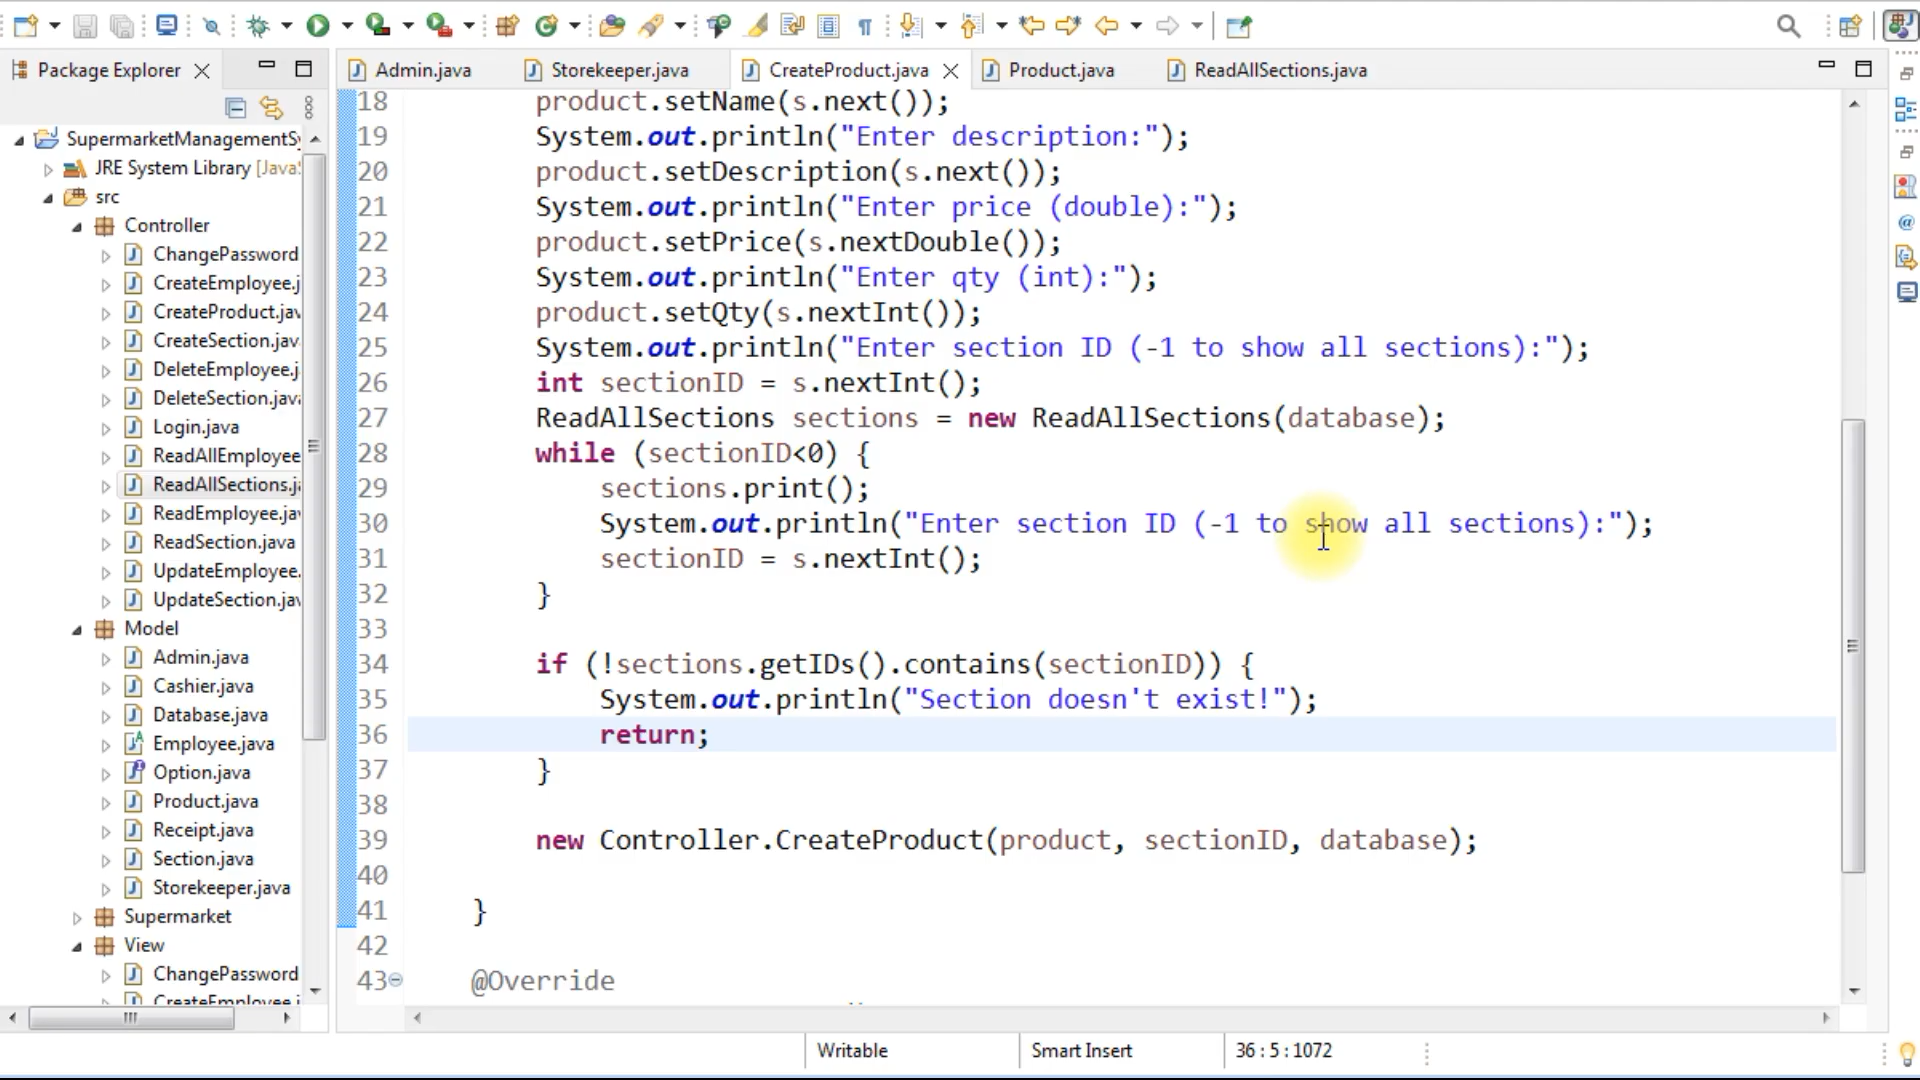 Package Explorer
Admin.java
Storekeeper.java
CreateProduct.java
Product.java
ReadAllSections.java
SupermarketManagementSy
JRE System Library [Java
src
Controller
ChangePassword
CreateEmployee.j
CreateProduct.jav
CreateSection.jav
DeleteEmployee.j
DeleteSection.java
Login.java
ReadAllEmployee
ReadAllSections.ja
ReadEmployee.jav
ReadSection.java
UpdateEmployee.
UpdateSection.jav
Model
Admin.java
Cashier.java
Database.java
Employee.java
Option.java
Product.java
Receipt.java
Section.java
Storekeeper.java
Supermarket
View
ChangePassword
CreateEmployee.j
18 product.setName(s.next());
19 System.out.println("Enter description:");
20 product.setDescription(s.next());
21 System.out.println("Enter price (double):");
22 product.setPrice(s.nextDouble());
23 System.out.println("Enter qty (int):");
24 product.setQty(s.nextInt());
25 System.out.println("Enter section ID (-1 to show all sections):");
26 int sectionID = s.nextInt();
27 ReadAllSections sections = new ReadAllSections(database);
28 while (sectionID<0) {
29 sections.print();
30 System.out.println("Enter section ID (-1 to show all sections):");
31 sectionID = s.nextInt();
32 }
33
34 if (!sections.getIDs().contains(sectionID)) {
35 System.out.println("Section doesn't exist!");
36 return;
37 }
38
39 new Controller.CreateProduct(product, sectionID, database);
40
41 }
42
43 @Override
Writable
Smart Insert
36 : 5 : 1072